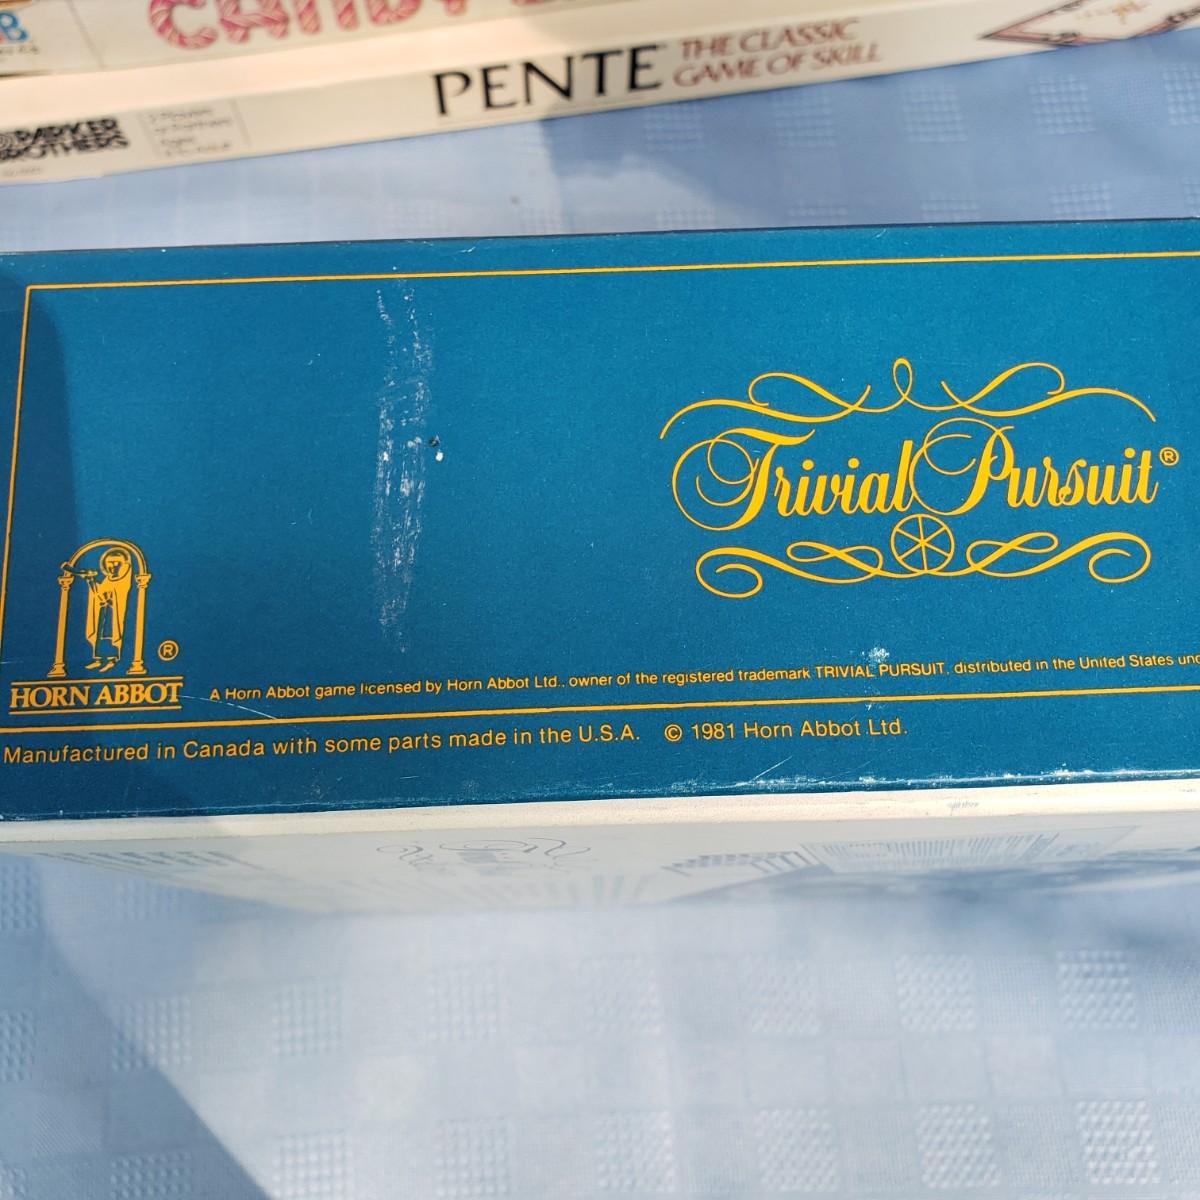 B
CANDY
PENTE THE CLASSIC
GAME OF SKILL
PARKER
BROTHERS
Trivial Pursuit®
®
HORN ABBOT
A Horn Abbot game licensed by Horn Abbot Ltd., owner of the registered trademark TRIVIAL PURSUIT, distributed in the United States
Manufactured in Canada with some parts made in the U.S.A. © 1981 Horn Abbot Ltd.